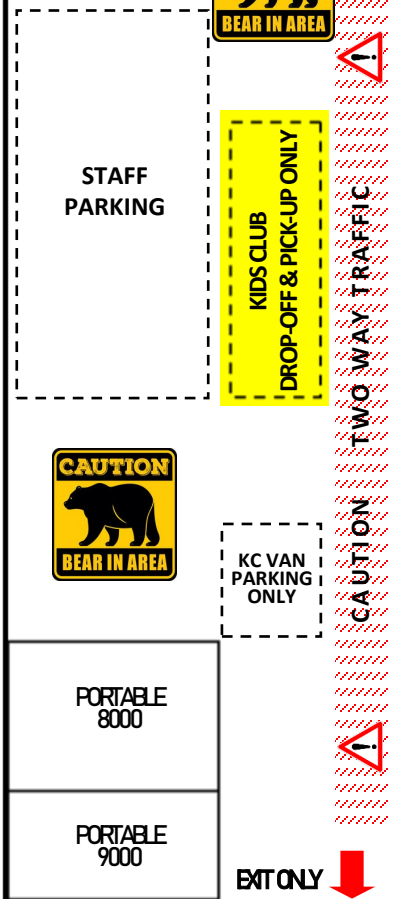 BEAR IN AREA
STAFF
PARKING
KIDS CLUB
DROP-OFF & PICK-UP ONLY
CAUTION TWO WAY TRAFFIC
CAUTION
BEAR IN AREA
KC VAN
PARKING
ONLY
PORTABLE
8000
PORTABLE
9000
EXIT ONLY